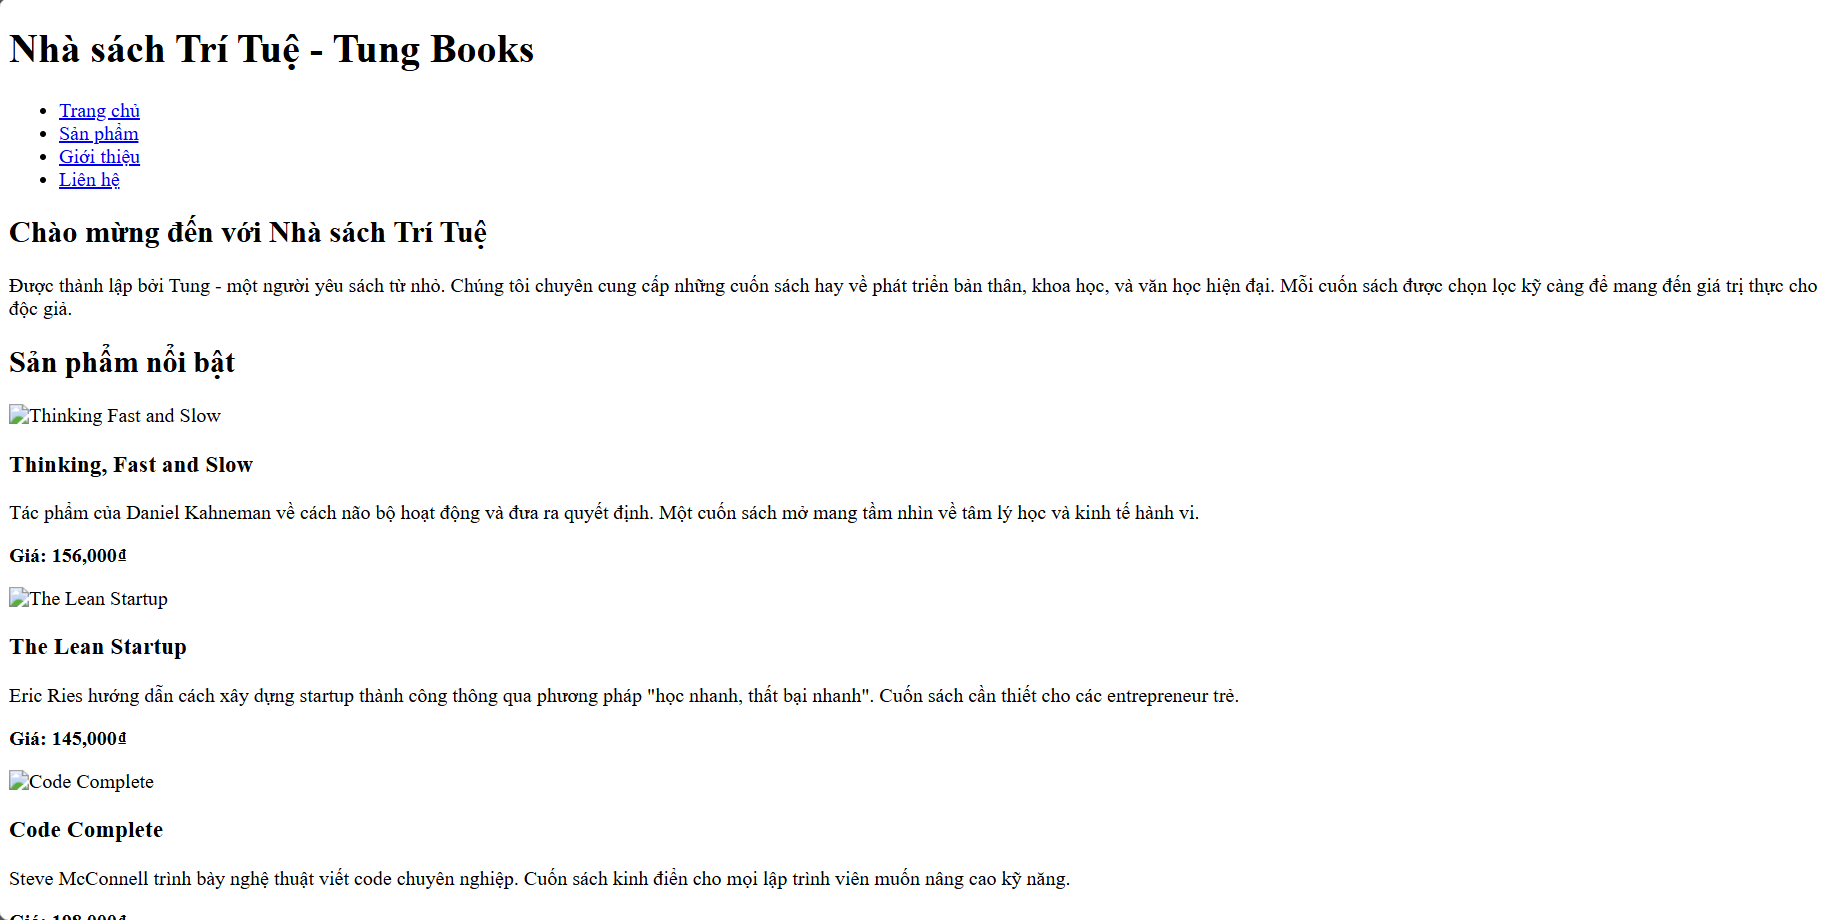 Nhà sách Trí Tuệ - Tung Books
Trang chủ
Sản phẩm
Giới thiệu
Liên hệ
Chào mừng đến với Nhà sách Trí Tuệ
Được thành lập bởi Tung - một người yêu sách từ nhỏ. Chúng tôi chuyên cung cấp những cuốn sách hay về phát triển bản thân, khoa học, và văn học hiện đại. Mỗi cuốn sách được chọn lọc kỹ càng để mang đến giá trị thực cho
độc giả.
Sản phẩm nổi bật
Thinking Fast and Slow
Thinking, Fast and Slow
Tác phẩm của Daniel Kahneman về cách não bộ hoạt động và đưa ra quyết định. Một cuốn sách mở mang tầm nhìn về tâm lý học và kinh tế hành vi.
Giá: 156,000₫
The Lean Startup
The Lean Startup
Eric Ries hướng dẫn cách xây dựng startup thành công thông qua phương pháp "học nhanh, thất bại nhanh". Cuốn sách cần thiết cho các entrepreneur trẻ.
Giá: 145,000₫
Code Complete
Code Complete
Steve McConnell trình bày nghệ thuật viết code chuyên nghiệp. Cuốn sách kinh điển cho mọi lập trình viên muốn nâng cao kỹ năng.
Giá: 198,000₫